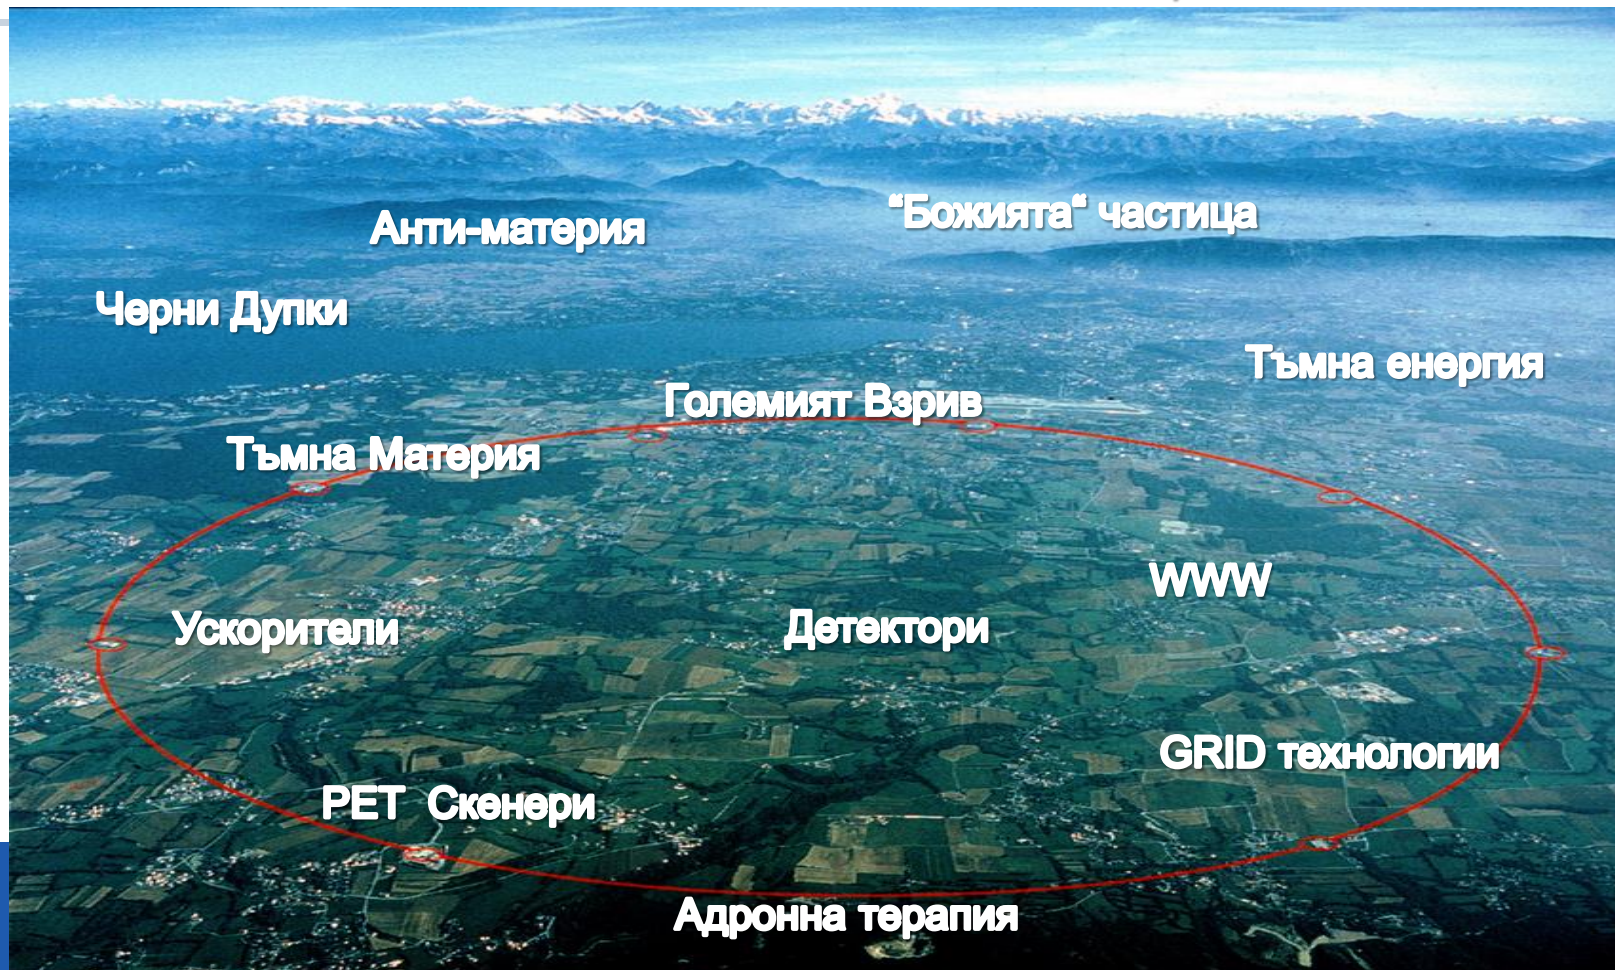 “Божията“ частица
Анти-материя
Черни Дупки
Тъмна енергия
Големият Взрив
Тъмна Материя
WWW
Ускорители
Детектори
GRID технологии
PET Скенери
Адронна терапия